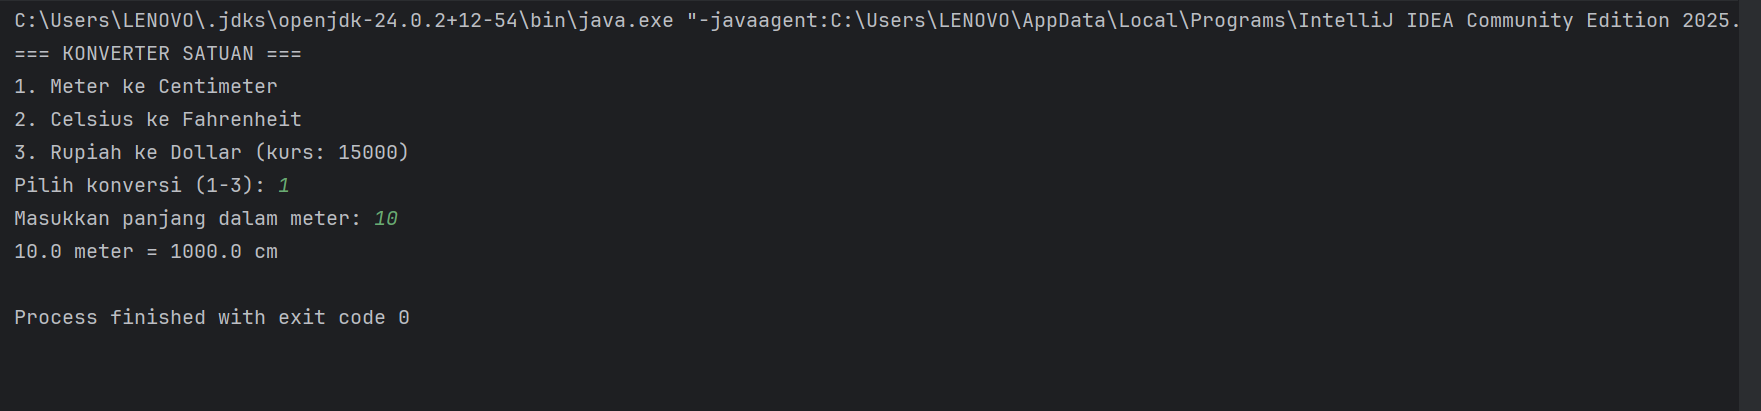 C:\Users\LENOVO\.jdks\openjdk-24.0.2+12-54\bin\java.exe "-javaagent:C:\Users\LENOVO\AppData\Local\Programs\IntelliJ IDEA Community Edition 2025.
=== KONVERTER SATUAN ===
1. Meter ke Centimeter
2. Celsius ke Fahrenheit
3. Rupiah ke Dollar (kurs: 15000)
Pilih konversi (1-3): 1
Masukkan panjang dalam meter: 10
10.0 meter = 1000.0 cm
Process finished with exit code 0